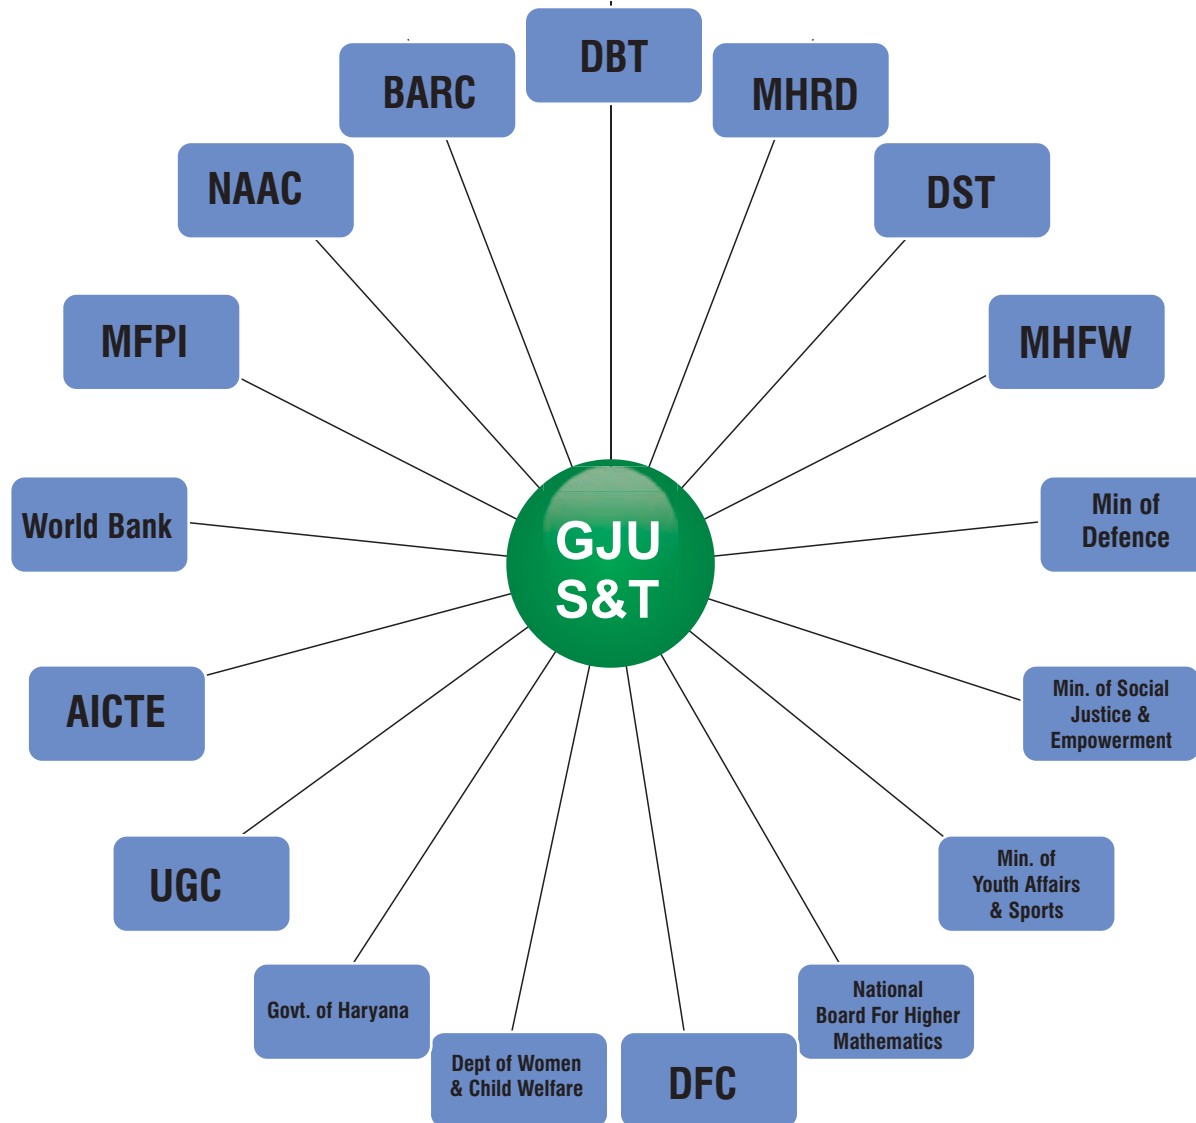 DBT
BARC
MHRD
NAAC
DST
MFPI
MHFW
World Bank
Min of
Defence
GJU
S&T
AICTE
Min. of Social
Justice &
Empowerment
UGC
Min. of
Youth Affairs
& Sports
Govt. of Haryana
National
Board For Higher
Mathematics
Dept of Women
& Child Welfare
DFC